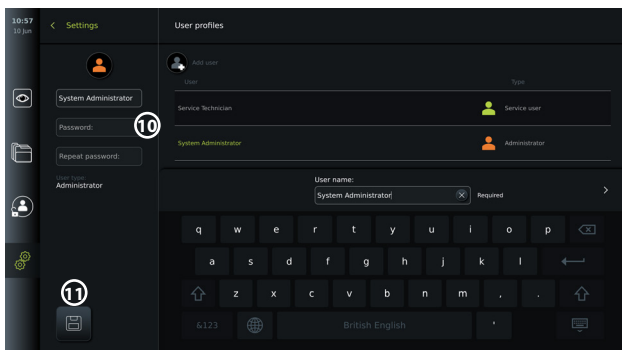 10:57
10 Jun
Settings
User profiles
Add user
User
Type
System Administrator
Service Technician
Service user
Password:
10
System Administrator
Administrator
Repeat password:
User type:
Administrator
User name:
System Administrator
Required
q w e r t y u i o p
a s d f g h j k l
11
z x c v b n m , .
&123
British English
'